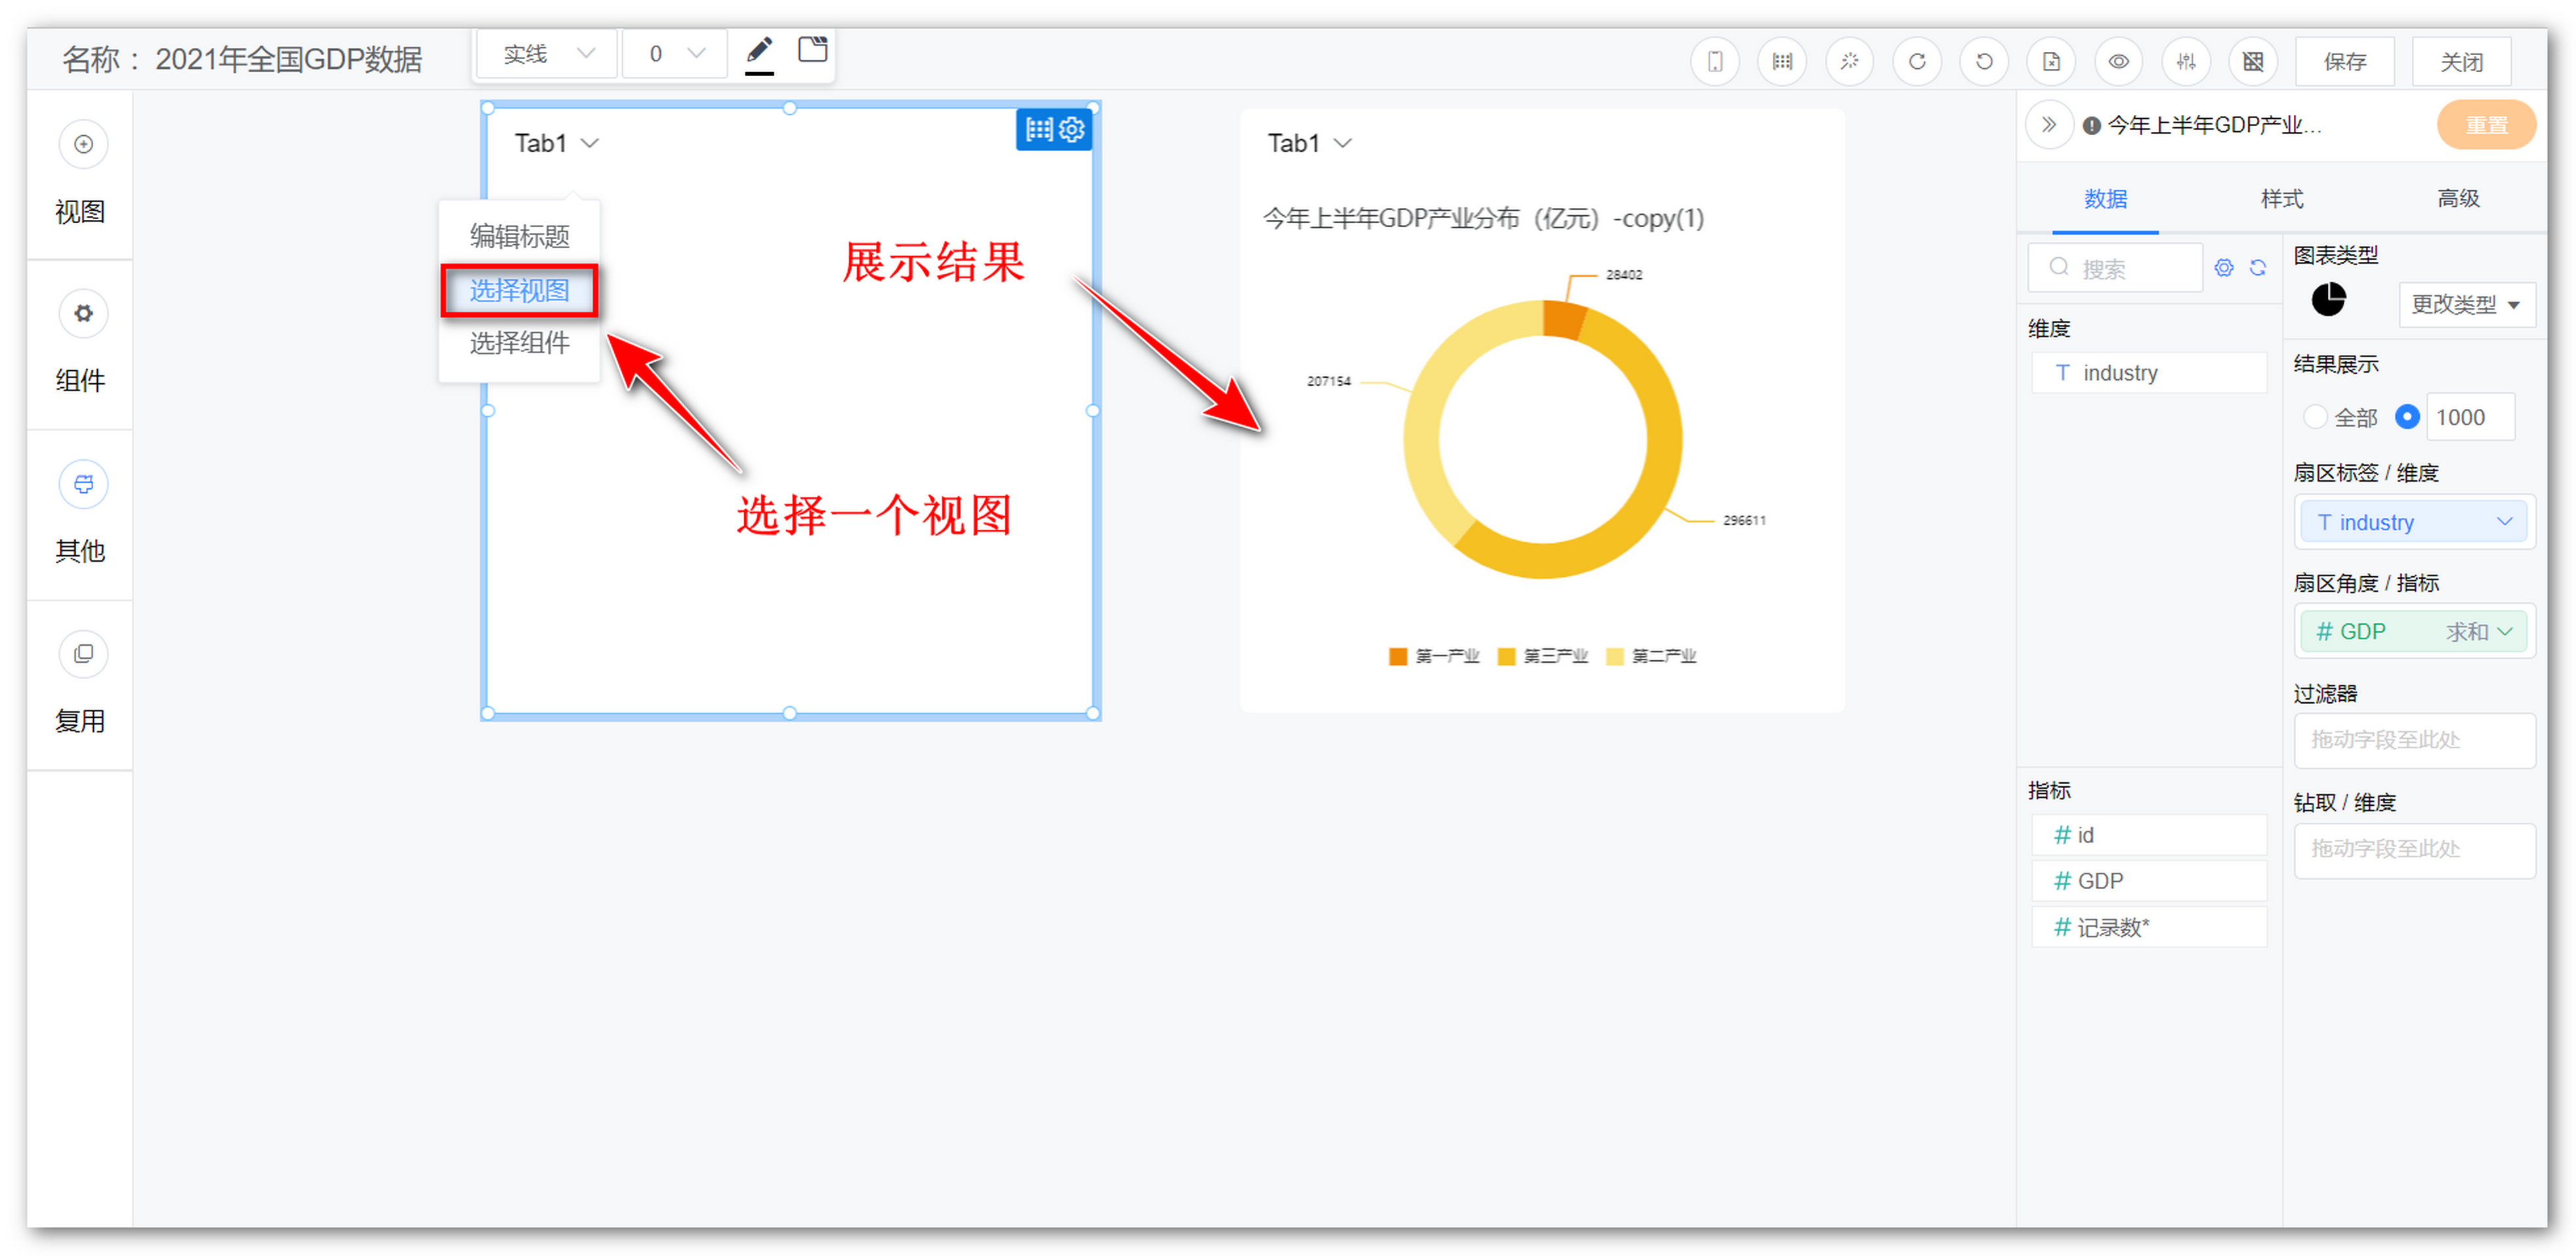 名称： 2021年全国GDP数据
实线
0
保存
关闭
视图
组件
其他
复用
Tab1
编辑标题
选择视图
选择组件
展示结果
选择一个视图
Tab1
今年上半年GDP产业分布（亿元）-copy(1)
28402
207154
296611
第一产业 第三产业 第二产业
今年上半年GDP产业...
重置
数据 样式 高级
搜索
维度
T industry
指标
# id
# GDP
# 记录数*
图表类型
更改类型
结果展示
全部 1000
扇区标签 / 维度
T industry
扇区角度 / 指标
# GDP 求和
过滤器
拖动字段至此处
钻取 / 维度
拖动字段至此处